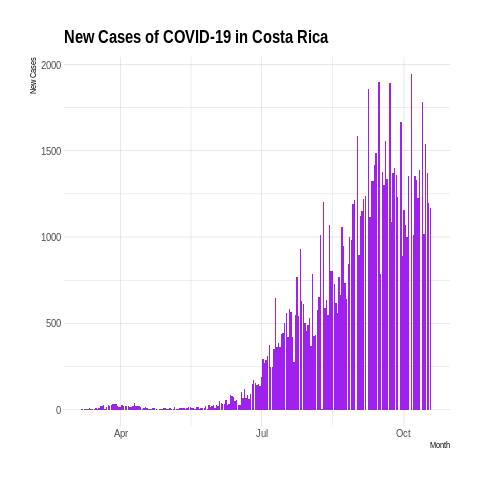 New Cases of COVID-19 in Costa Rica
New Cases
2000
1500
1000
500
0
Apr
Jul
Oct
Month